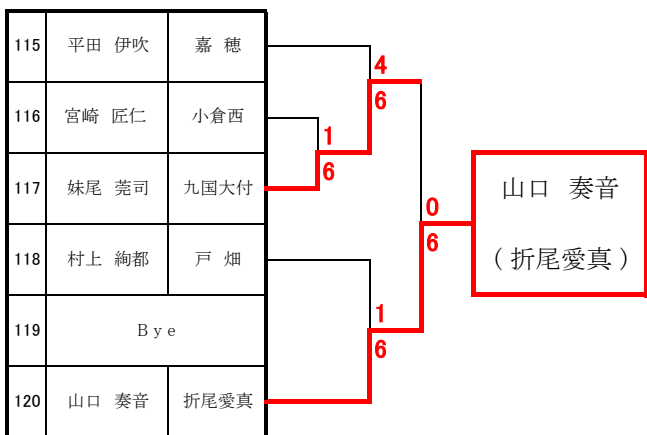 115 平田 伊吹 嘉 穂
116 宮崎 匠仁 小倉西
117 妹尾 莞司 九国大付
118 村上 絢都 戸 畑
119 Bye
120 山口 奏音 折尾愛真
4
6
1
6
0
6
1
6
山口 奏音
(折尾愛真)